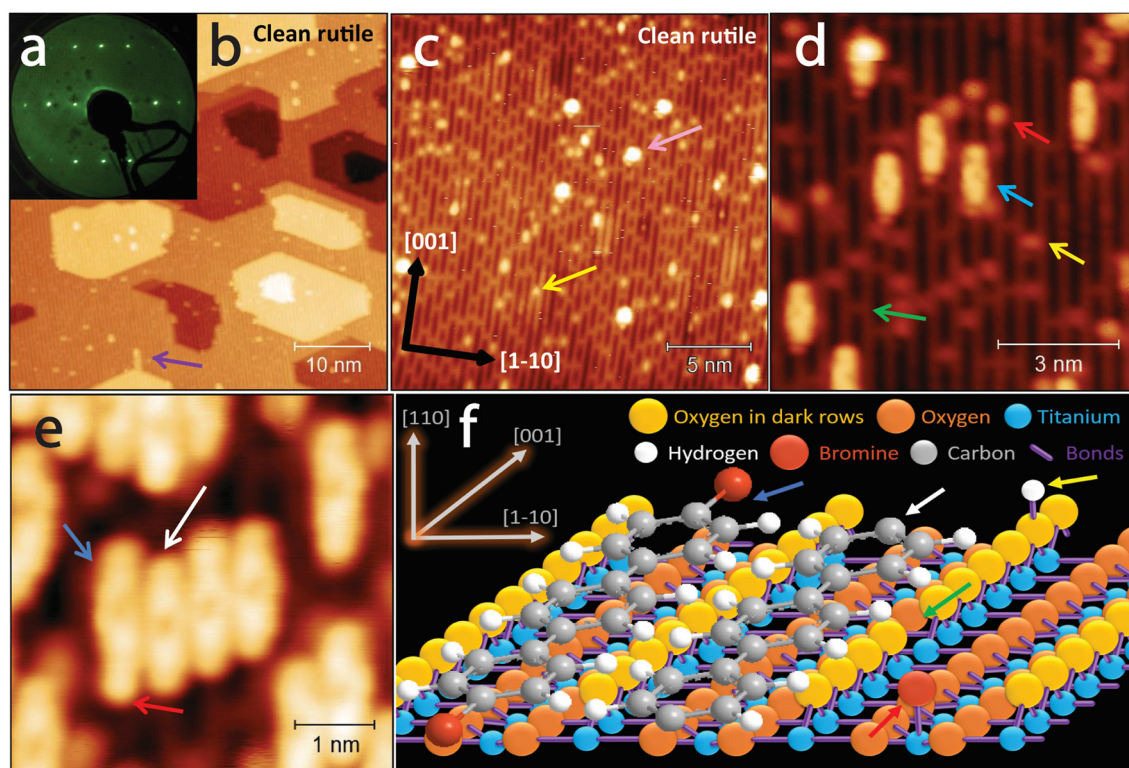 a
b
Clean rutile
10 nm
c
Clean rutile
[001]
[1-10]
5 nm
d
3 nm
e
1 nm
f
[110]
[001]
[1-10]
Oxygen in dark rows Oxygen Titanium
Hydrogen Bromine Carbon Bonds